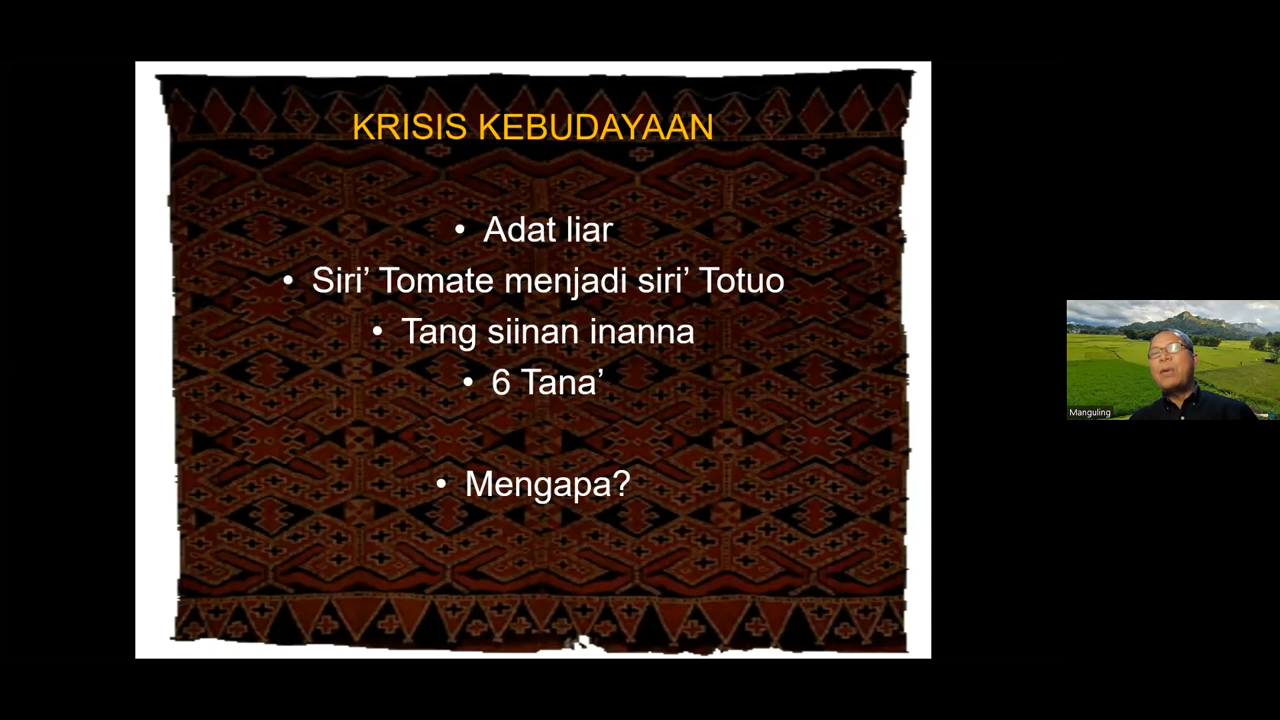 KRISIS KEBUDAYAAN
• Adat liar
• Siri’ Tomate menjadi siri’ Totuo
• Tang siinan inanna
• 6 Tana’
• Mengapa?
Manguling